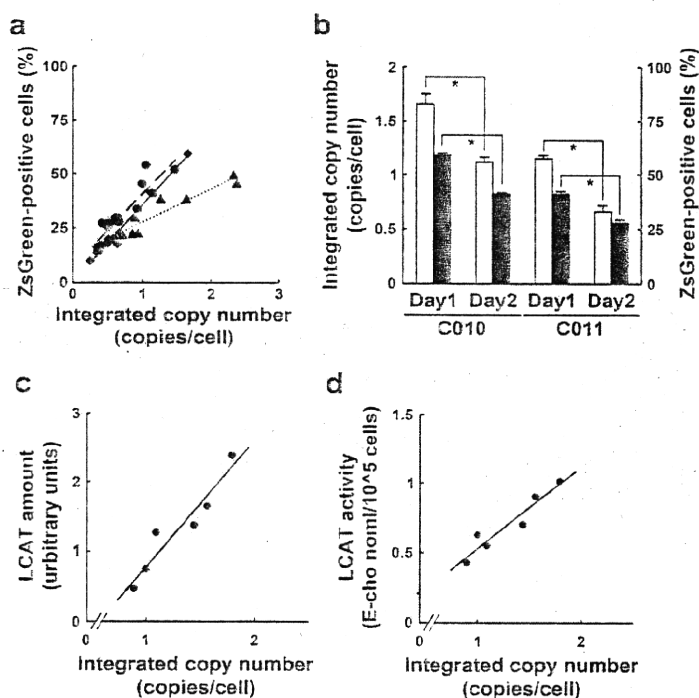 a
ZsGreen-positive cells (%)
100
75
50
25
0
0
1
2
3
Integrated copy number
(copies/cell)
b
Integrated copy number
(copies/cell)
2
1.5
1
0.5
0
*
*
*
*
100
75
50
25
0
ZsGreen-positive cells (%)
Day1 Day2 Day1 Day2
C010 C011
c
LCAT amount
(urbitrary units)
3
2
1
0
0
1
2
Integrated copy number
(copies/cell)
d
LCAT activity
(E-cho noml/10^5 cells)
1.5
1
0.5
0
0
1
2
Integrated copy number
(copies/cell)